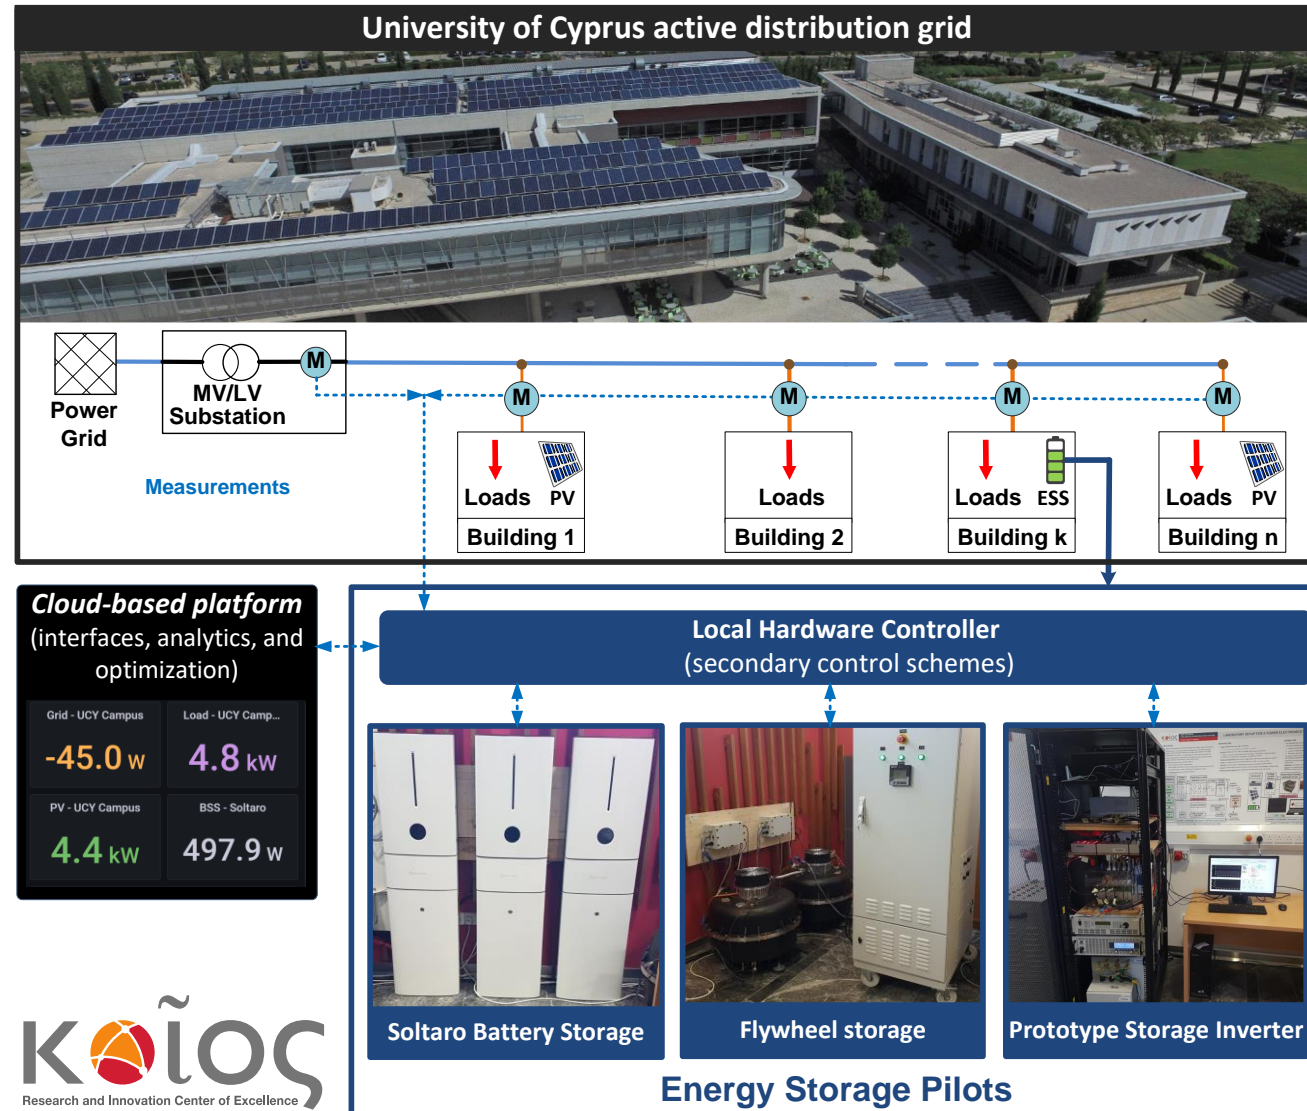 University of Cyprus active distribution grid
M
MV/LV
Substation
Power
Grid
M
M
M
M
Measurements
Loads PV
Building 1
Loads
Building 2
Loads ESS
Building k
Loads PV
Building n
Cloud-based platform
(interfaces, analytics, and
optimization)
Grid - UCY Campus
-45.0 W
Load - UCY Camp...
4.8 kW
PV - UCY Campus
4.4 kW
BSS - Soltaro
497.9 W
Local Hardware Controller
(secondary control schemes)
Soltaro Battery Storage
Flywheel storage
Prototype Storage Inverter
Energy Storage Pilots
κοῖος
Research and Innovation Center of Excellence